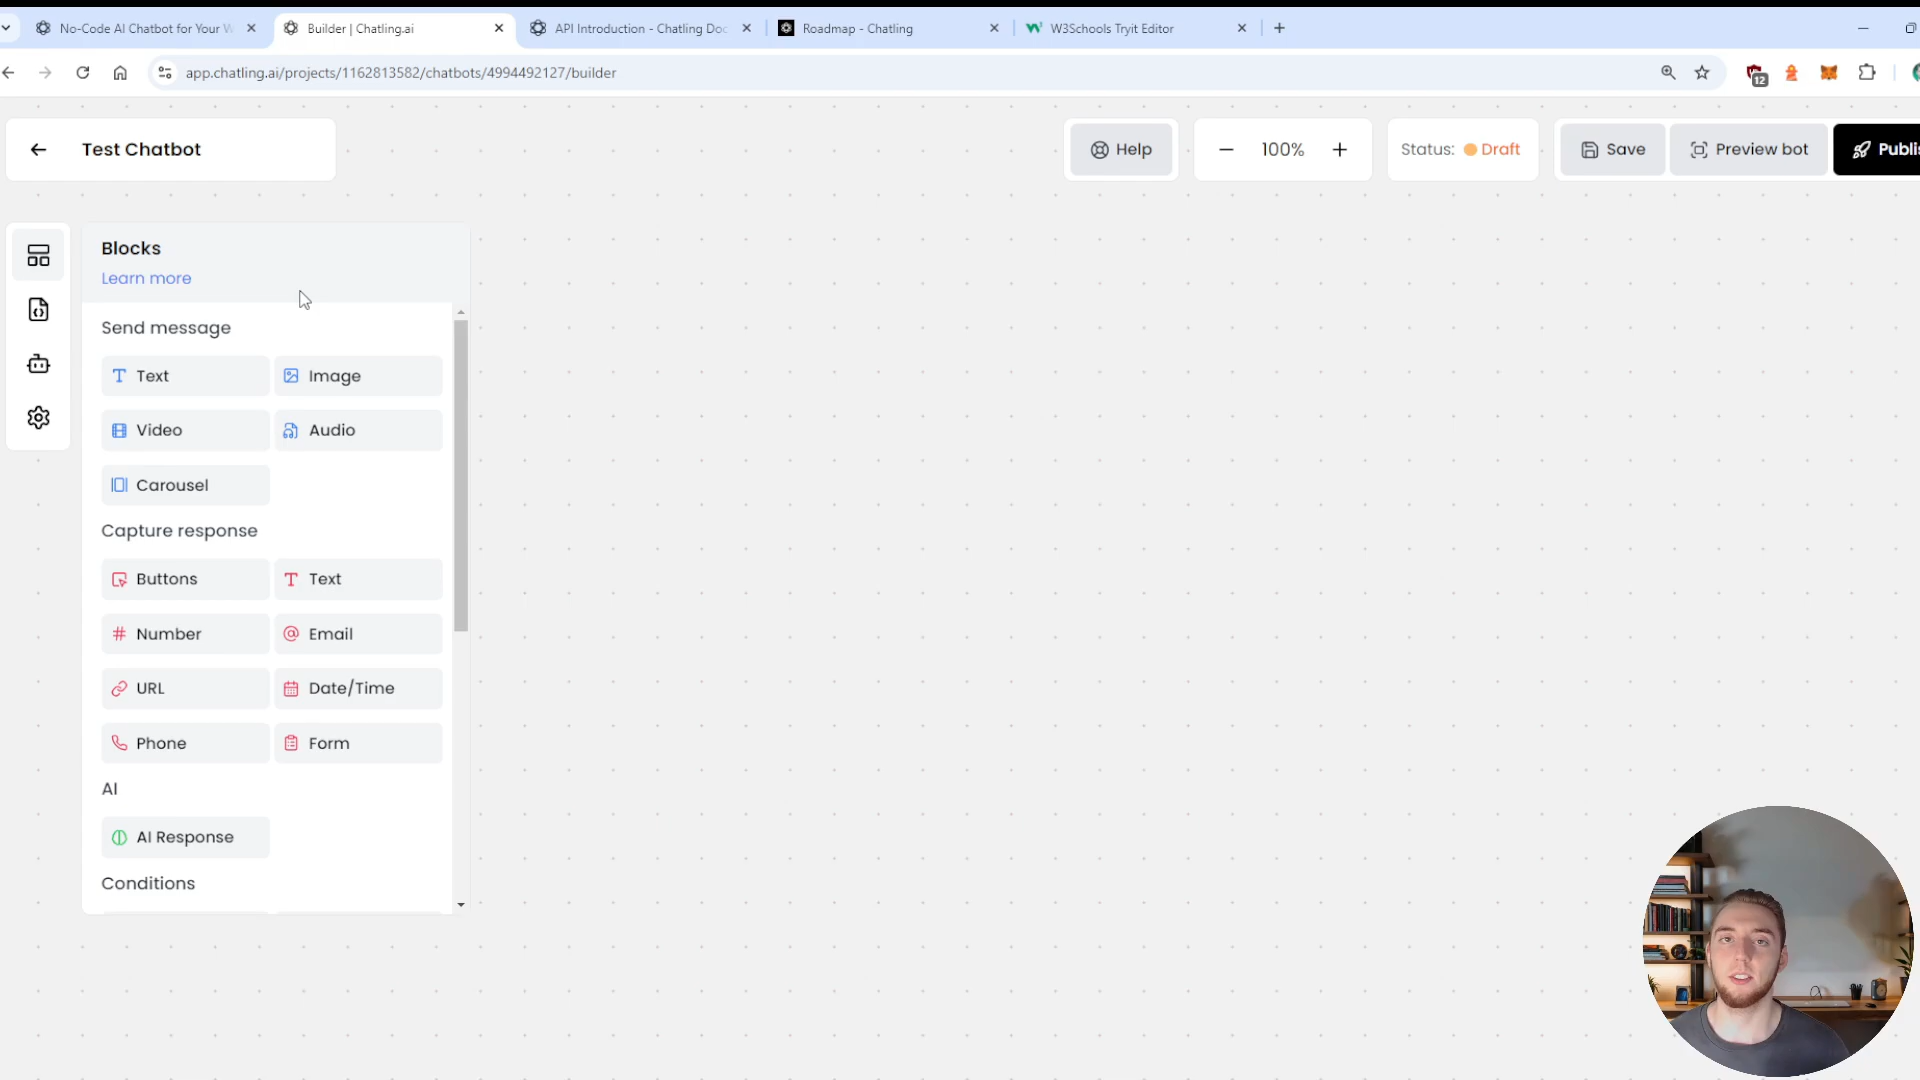 No-Code AI Chatbot for Your W
Builder | Chatling.ai
API Introduction - Chatling Doc
Roadmap - Chatling
W3Schools Tryit Editor
app.chatling.ai/projects/1162813582/chatbots/4994492127/builder
12
Test Chatbot
Help
100%
Status: Draft
Save
Preview bot
Publis
Blocks
Learn more
Send message
Text
Image
Video
Audio
Carousel
Capture response
Buttons
Text
Number
Email
URL
Date/Time
Phone
Form
AI
AI Response
Conditions